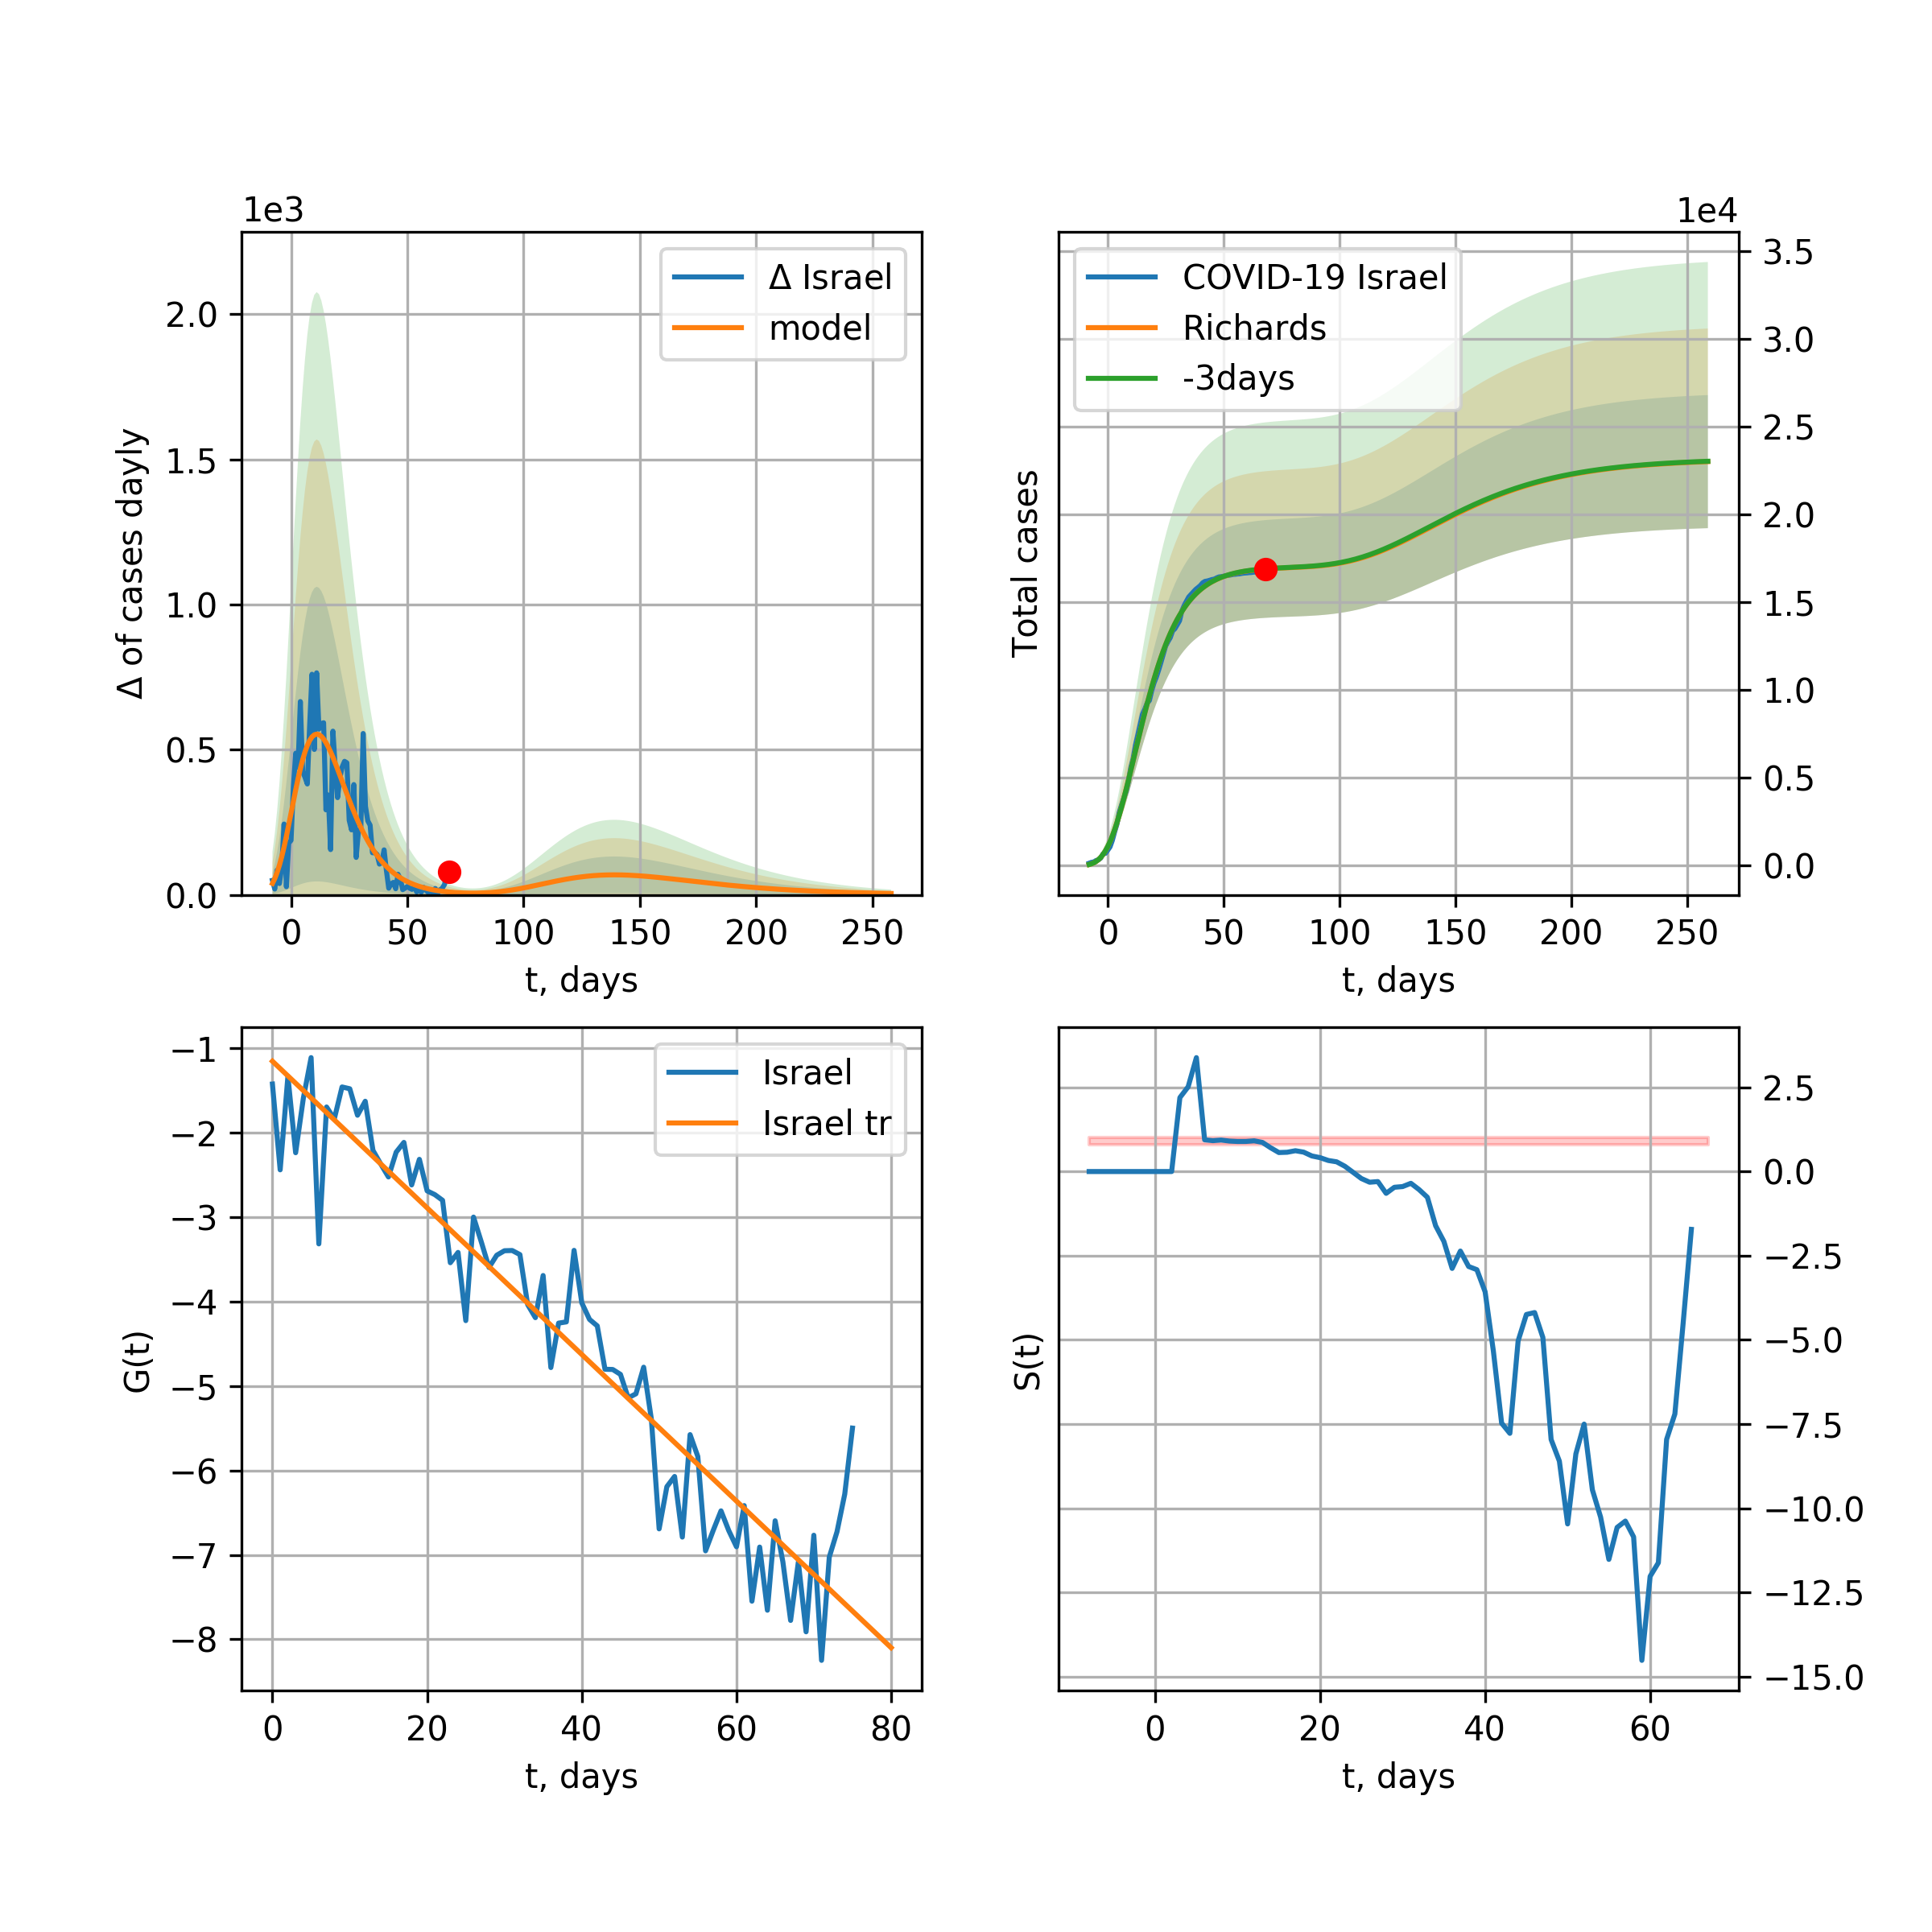 1e3
Δ of cases dayly
2.0
1.5
1.0
0.5
0.0
Δ Israel
model
0 50 100 150 200 250
t, days
1e4
Total cases
COVID-19 Israel
Richards
-3days
3.5
3.0
2.5
2.0
1.5
1.0
0.5
0.0
0 50 100 150 200 250
t, days
G(t)
−1
−2
−3
−4
−5
−6
−7
−8
Israel
Israel tr
0 20 40 60 80
t, days
S(t)
2.5
0.0
−2.5
−5.0
−7.5
−10.0
−12.5
−15.0
0 20 40 60
t, days